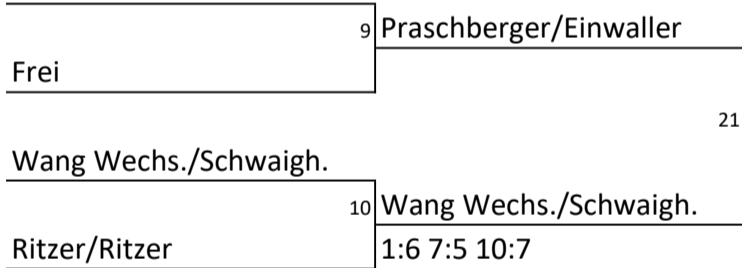 9 Praschberger/Einwaller
Frei
21
Wang Wechs./Schwaigh.
10 Wang Wechs./Schwaigh.
Ritzer/Ritzer 1:6 7:5 10:7